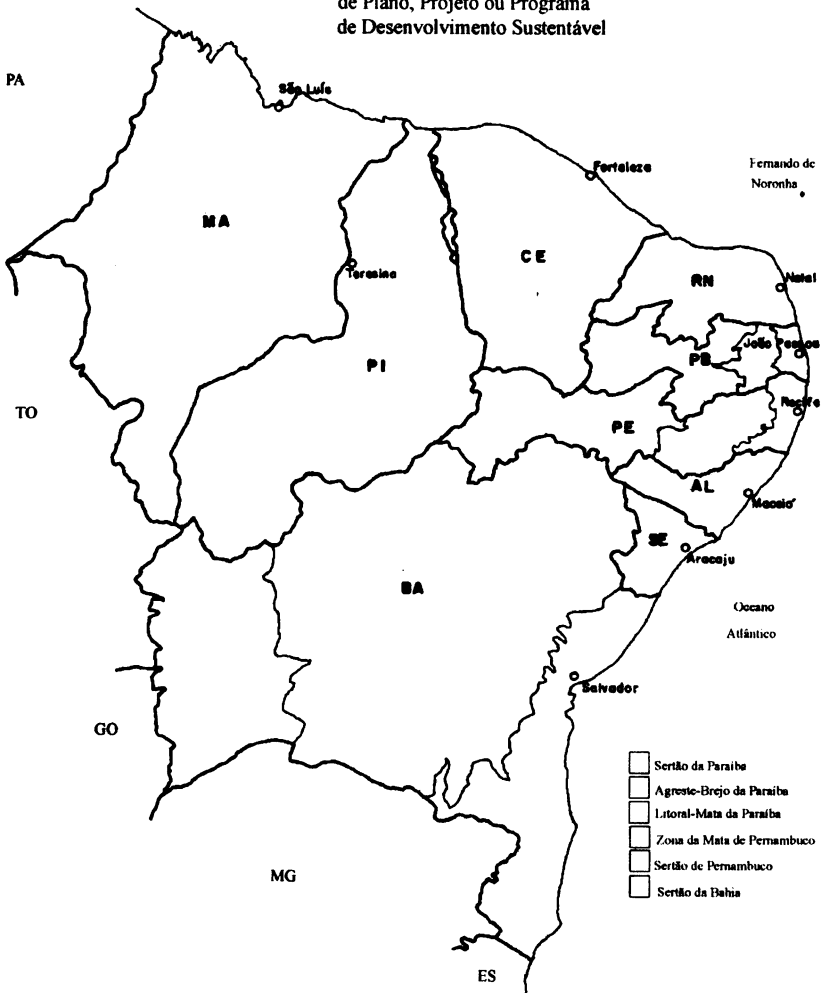 de Plano, Projeto ou Programa
de Desenvolvimento Sustentável
PA
São Luís
Fortaleza
Fernando de
Noronha
MA
Teresina
CE
RN
Natal
João Pessoa
PB
PI
TO
Recife
PE
AL
Maceió
SE
Aracaju
BA
Oceano
Atlântico
Salvador
GO
Sertão da Paraíba
Agreste-Brejo da Paraíba
Litoral-Mata da Paraíba
Zona da Mata de Pernambuco
Sertão de Pernambuco
Sertão da Bahia
MG
ES